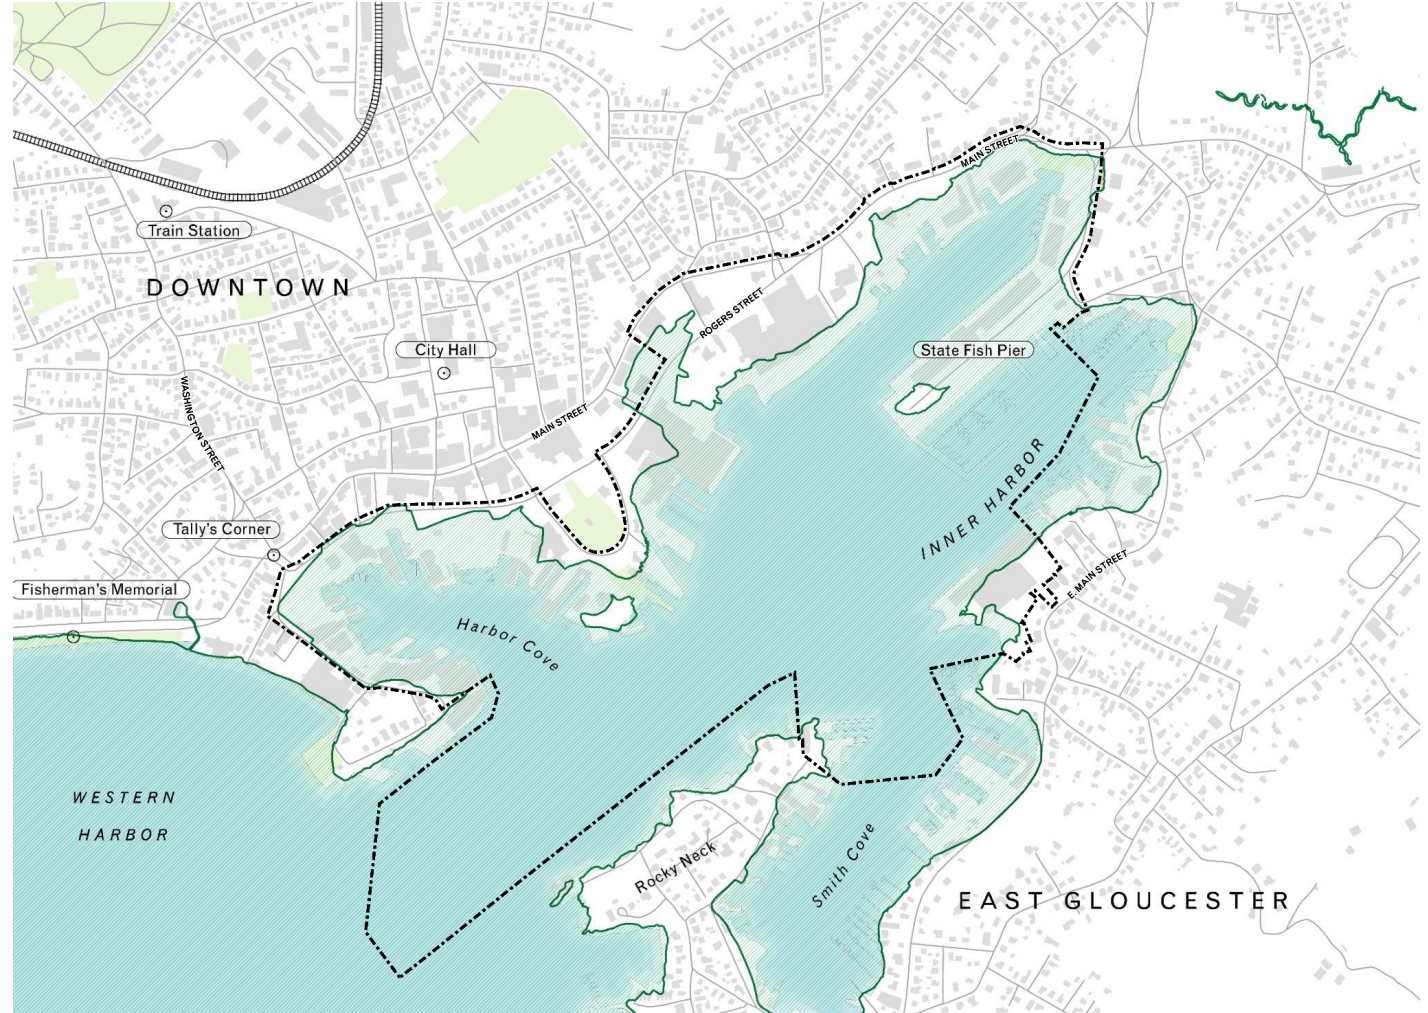 MAIN STREET
Train Station
DOWNTOWN
ROGERS STREET
City Hall
State Fish Pier
WASHINGTON STREET
MAIN STREET
INNER HARBOR
Tally's Corner
E. MAIN STREET
Fisherman's Memorial
Harbor Cove
WESTERN
HARBOR
Rocky Neck
Smith Cove
EAST GLOUCESTER